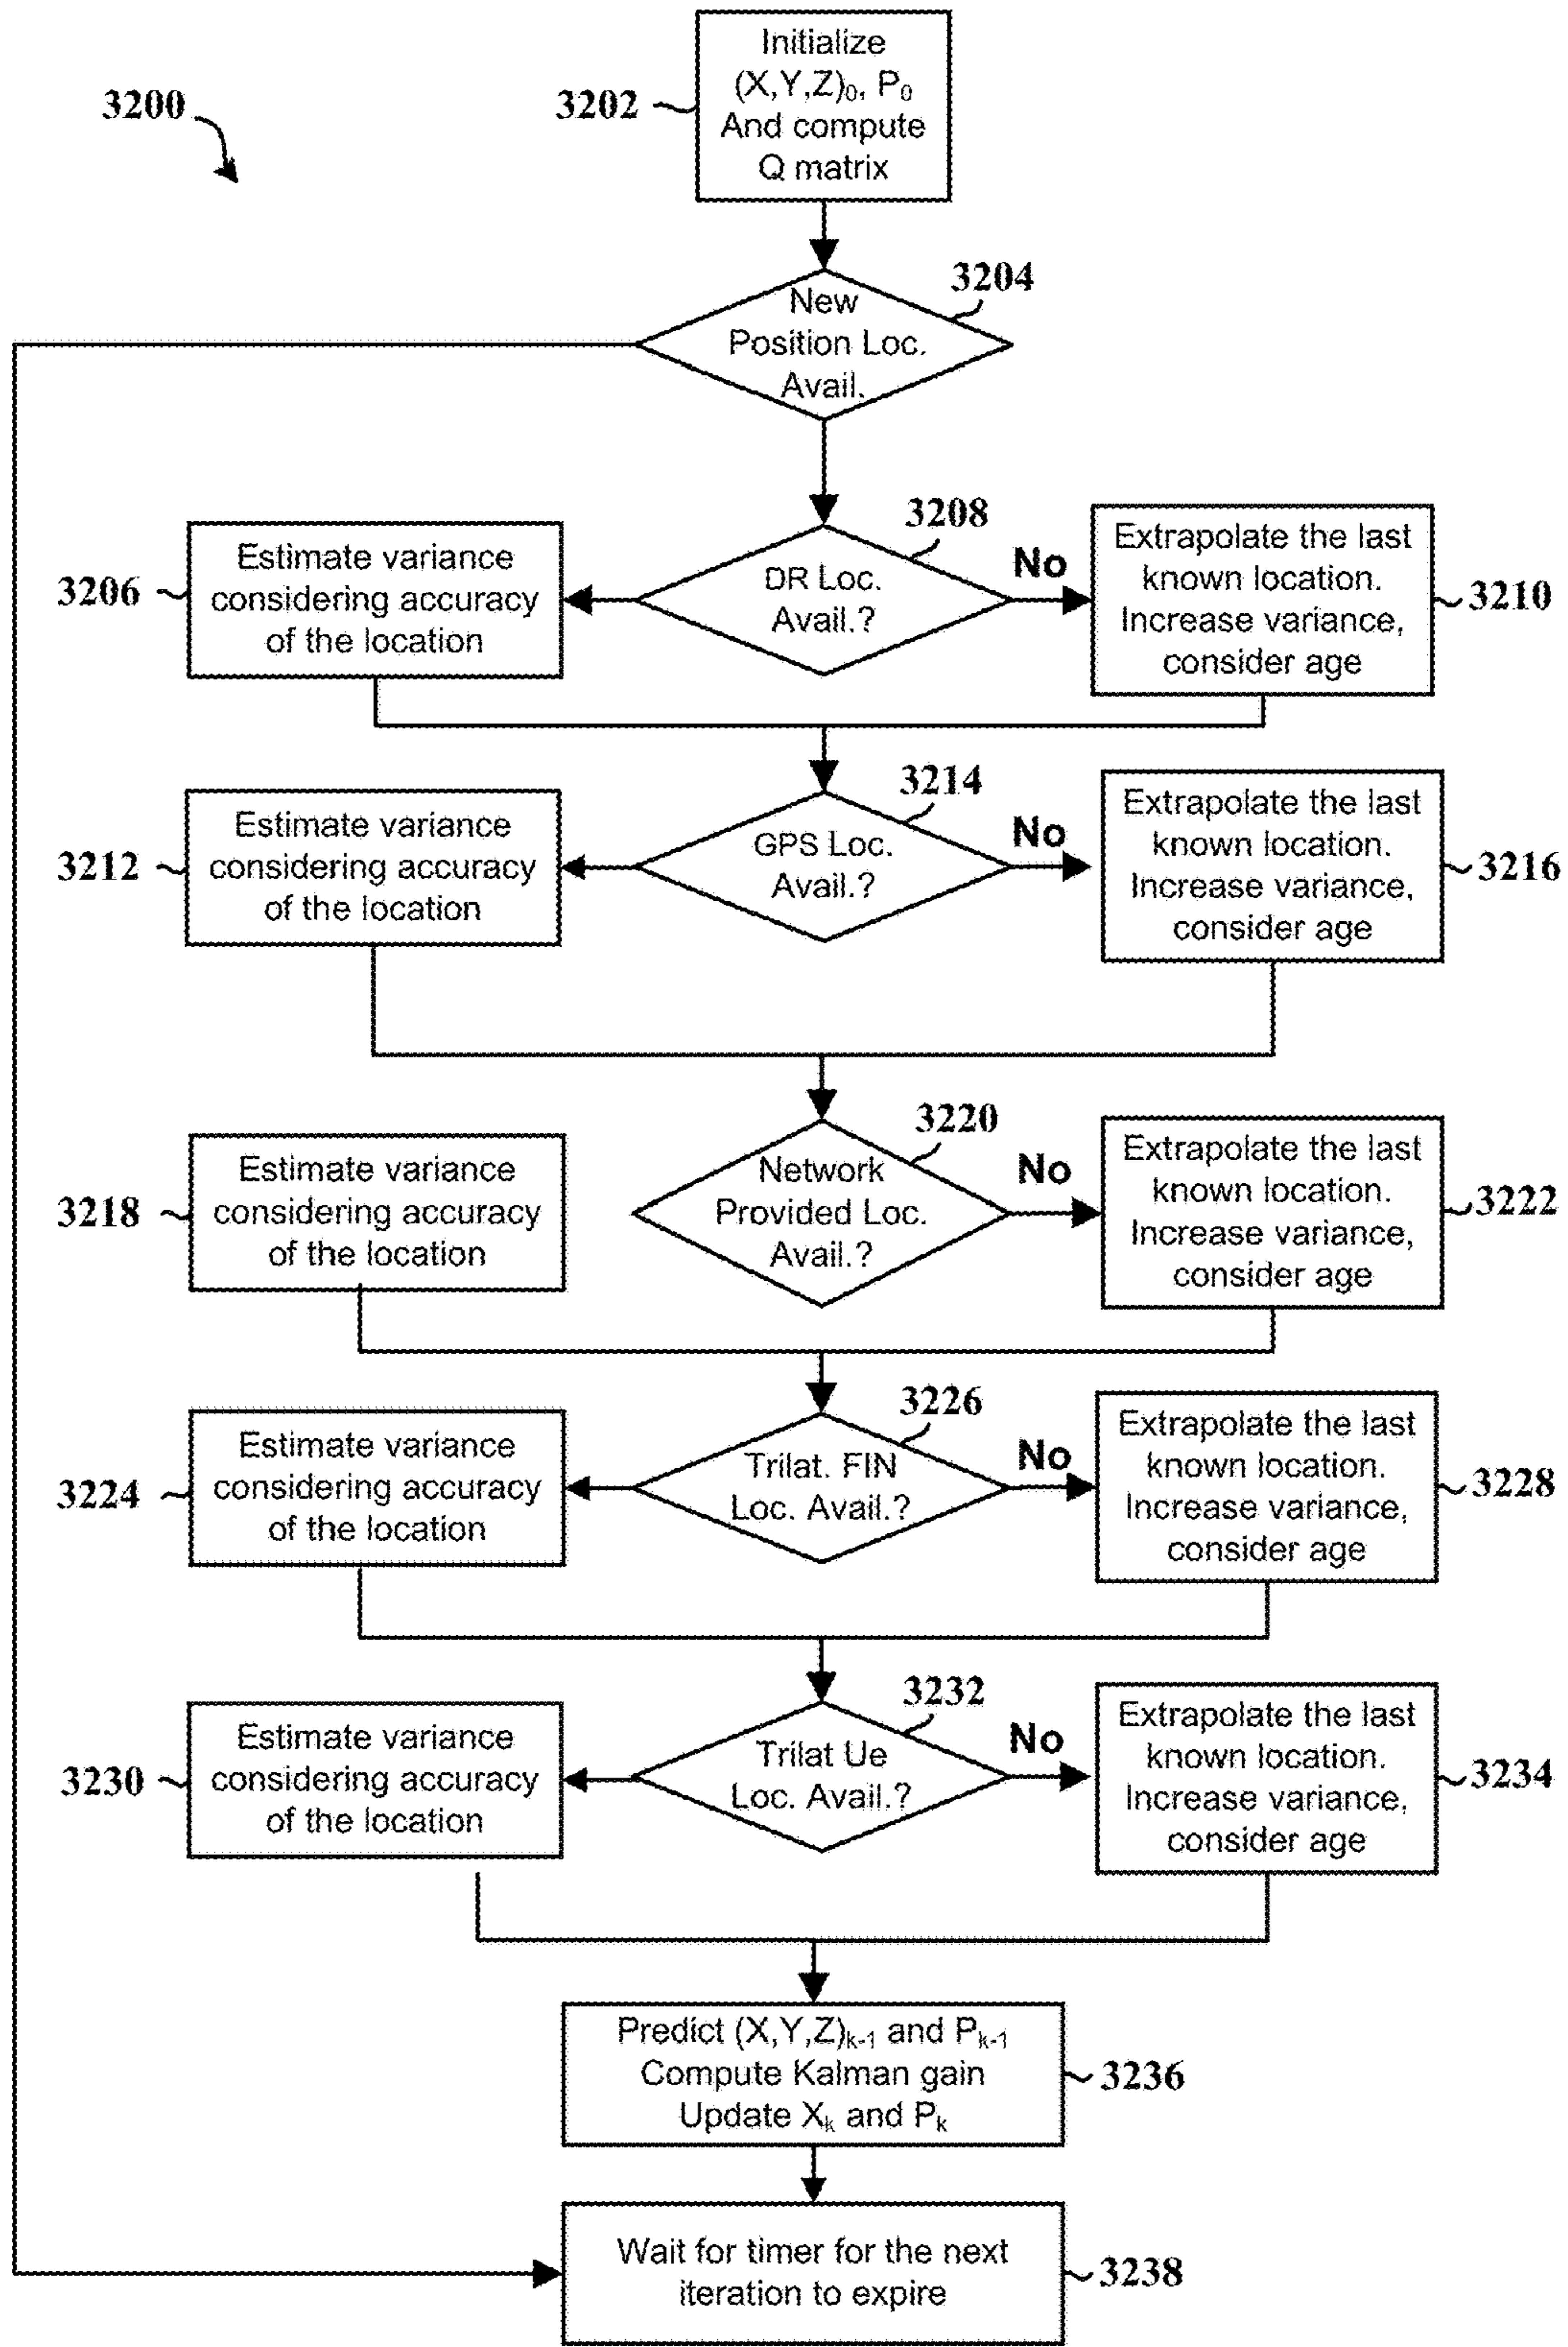 3200
3202
Initialize
(X,Y,Z)₀, P₀
And compute
Q matrix
3204
New
Position Loc.
Avail.
3206
Estimate variance
considering accuracy
of the location
3208
DR Loc.
Avail.?
No
Extrapolate the last
known location.
Increase variance,
consider age
3210
3212
Estimate variance
considering accuracy
of the location
3214
GPS Loc.
Avail.?
No
Extrapolate the last
known location.
Increase variance,
consider age
3216
3218
Estimate variance
considering accuracy
of the location
3220
Network
Provided Loc.
Avail.?
No
Extrapolate the last
known location.
Increase variance,
consider age
3222
3224
Estimate variance
considering accuracy
of the location
3226
Trilat. FIN
Loc. Avail.?
No
Extrapolate the last
known location.
Increase variance,
consider age
3228
3230
Estimate variance
considering accuracy
of the location
3232
Trilat Ue
Loc. Avail.?
No
Extrapolate the last
known location.
Increase variance,
consider age
3234
Predict (X,Y,Z)ₖ₋₁ and Pₖ₋₁
Compute Kalman gain
Update Xₖ and Pₖ
3236
Wait for timer for the next
iteration to expire
3238